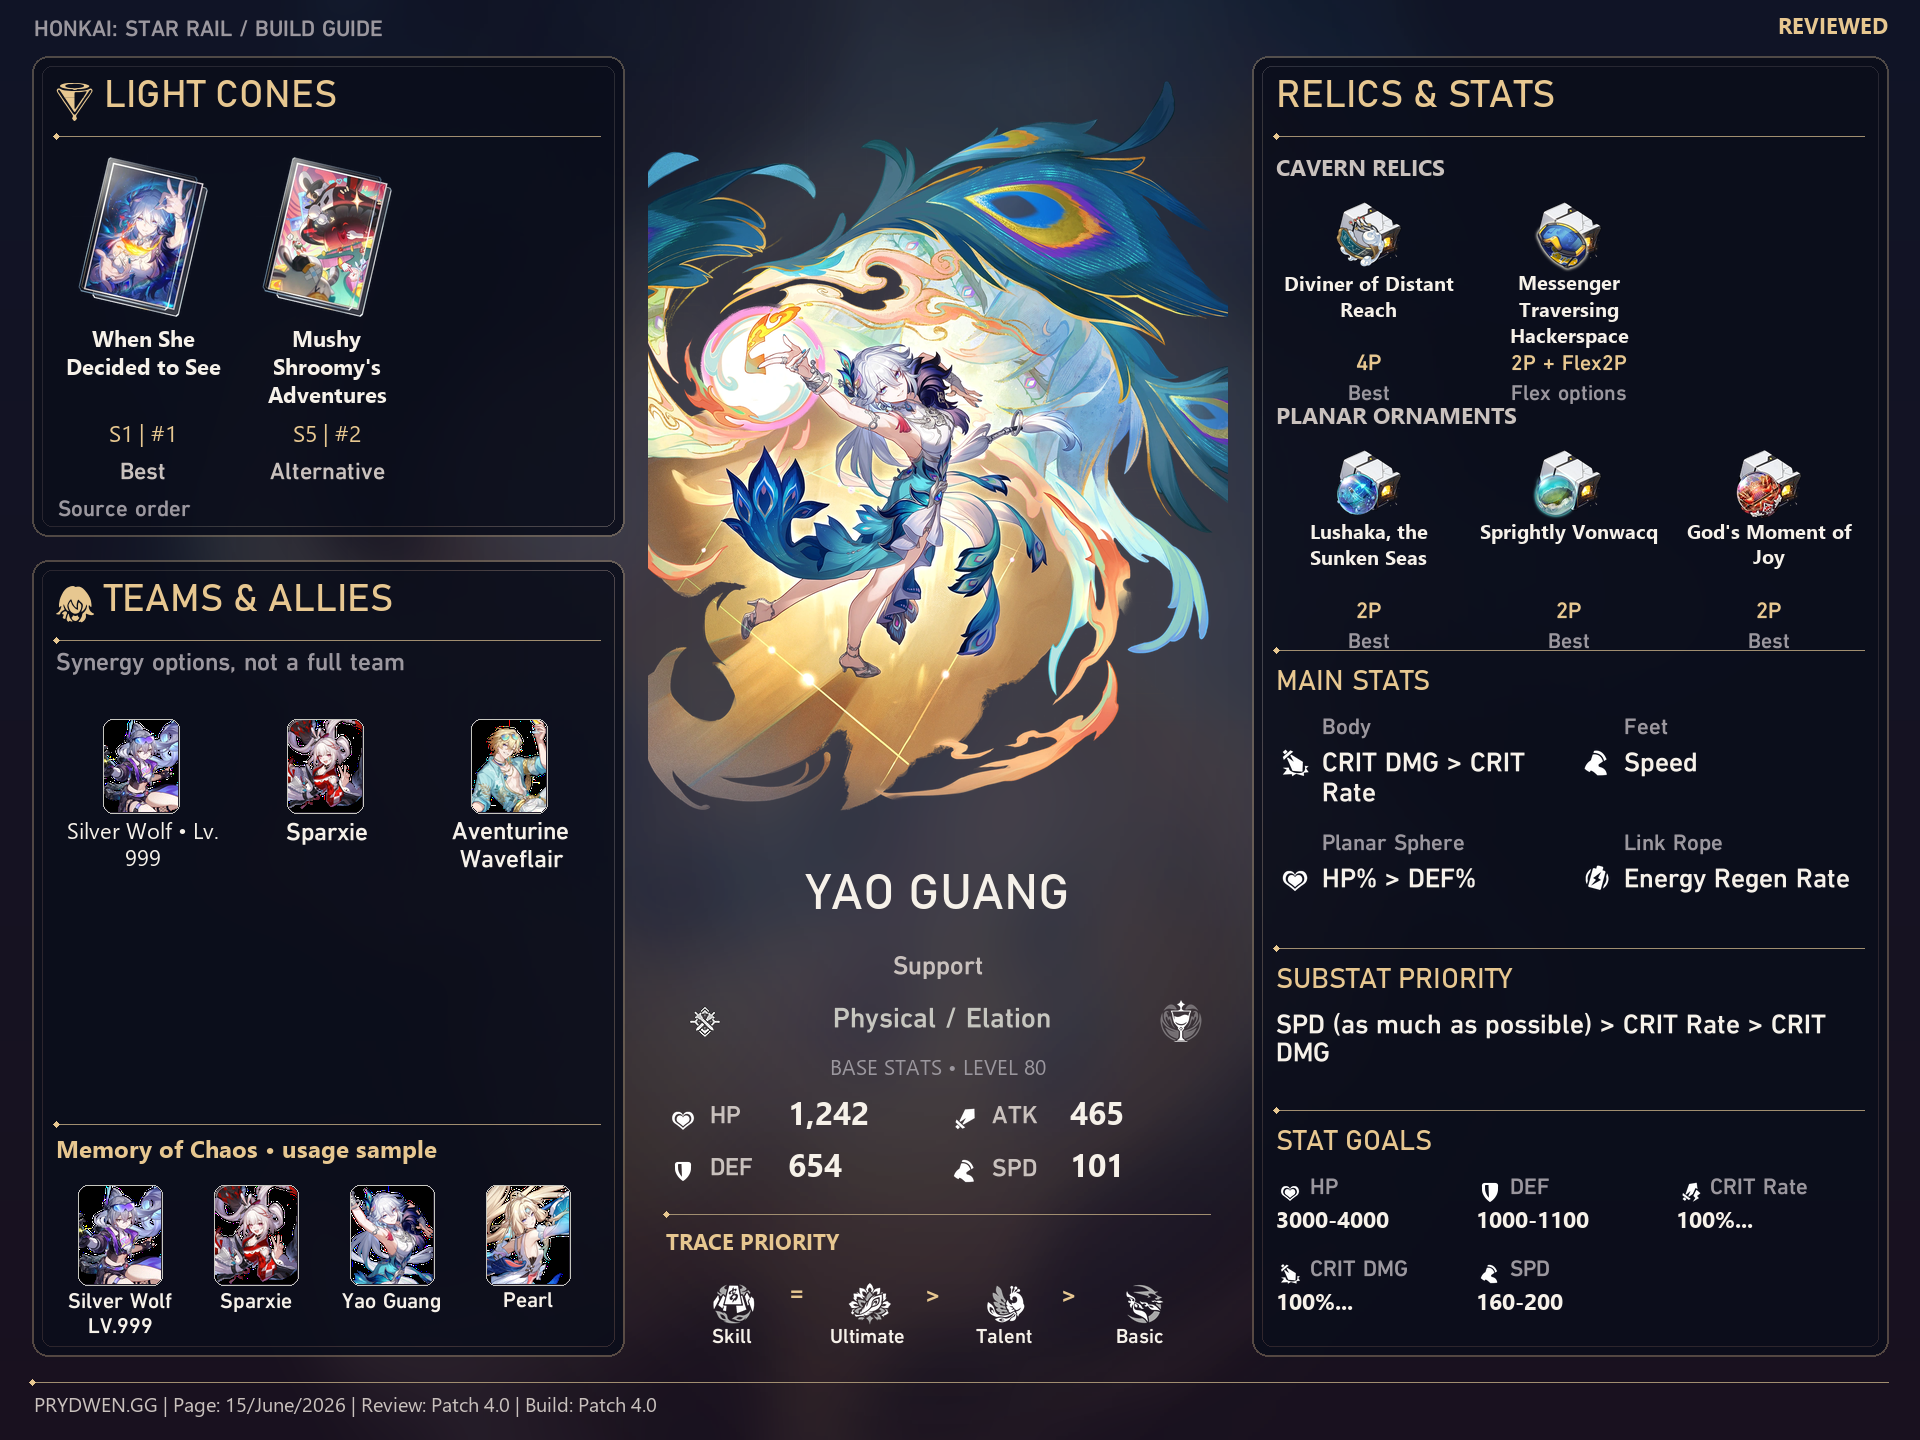 HONKAI: STAR RAIL / BUILD GUIDE
REVIEWED
LIGHT CONES
When She
Decided to See
S1 | #1
Best
Mushy
Shroomy's
Adventures
S5 | #2
Alternative
Source order
TEAMS & ALLIES
Synergy options, not a full team
Silver Wolf • Lv.
999
Sparxie
Aventurine
Waveflair
Memory of Chaos • usage sample
Silver Wolf
LV.999
Sparxie
Yao Guang
Pearl
YAO GUANG
Support
Physical / Elation
BASE STATS • LEVEL 80
HP 1,242
ATK 465
DEF 654
SPD 101
TRACE PRIORITY
Skill = Ultimate > Talent > Basic
RELICS & STATS
CAVERN RELICS
Diviner of Distant
Reach
4P
Best
Messenger
Traversing
Hackerspace
2P + Flex2P
Flex options
PLANAR ORNAMENTS
Lushaka, the
Sunken Seas
2P
Best
Sprightly Vonwacq
2P
Best
God's Moment of
Joy
2P
Best
MAIN STATS
Body
CRIT DMG > CRIT
Rate
Feet
Speed
Planar Sphere
HP% > DEF%
Link Rope
Energy Regen Rate
SUBSTAT PRIORITY
SPD (as much as possible) > CRIT Rate > CRIT
DMG
STAT GOALS
HP
3000-4000
DEF
1000-1100
CRIT Rate
100%...
CRIT DMG
100%...
SPD
160-200
PRYDWEN.GG | Page: 15/June/2026 | Review: Patch 4.0 | Build: Patch 4.0